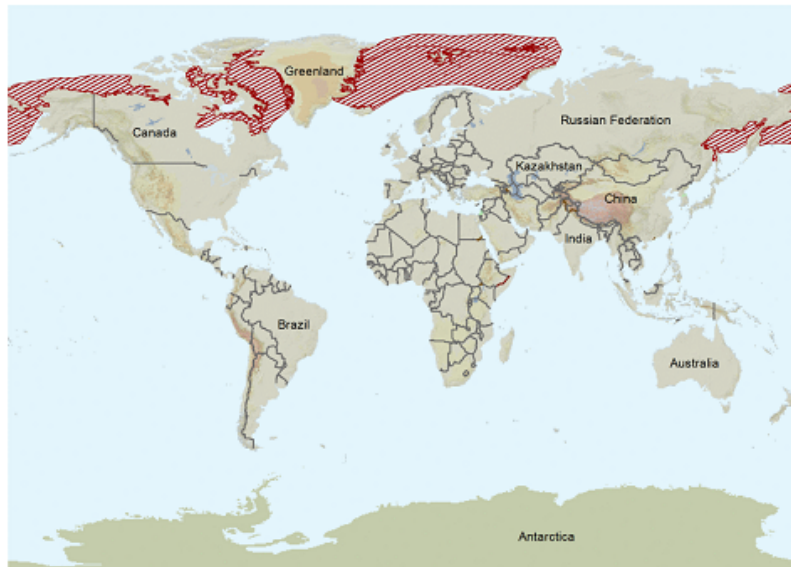 Greenland
Canada
Russian Federation
Kazakhstan
China
India
Brazil
Australia
Antarctica